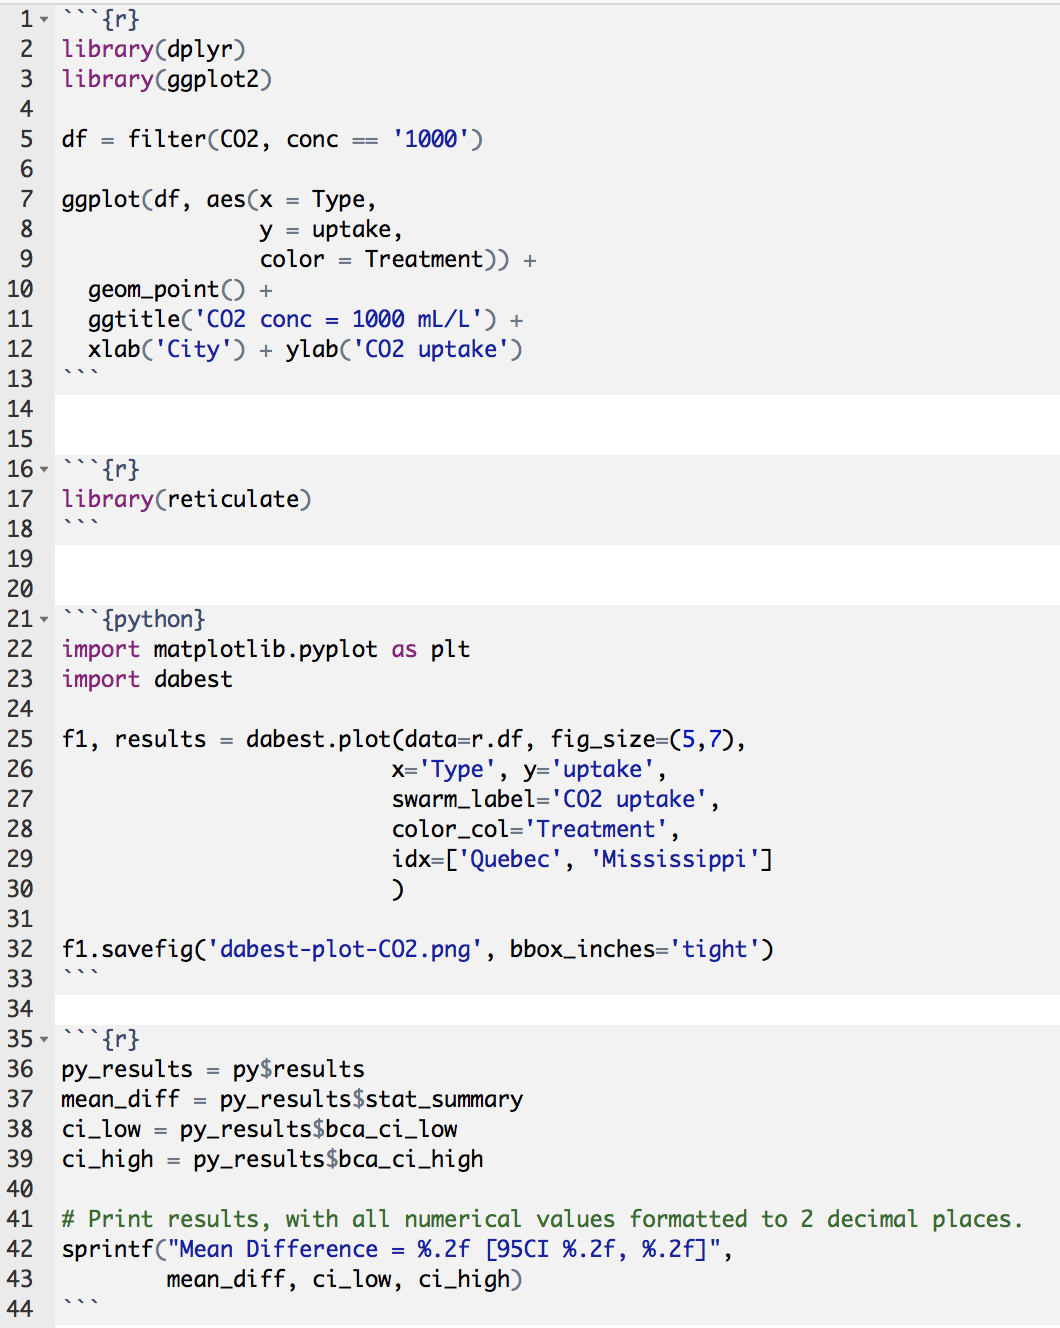 1 ```{r}
2 library(dplyr)
3 library(ggplot2)
4
5 df = filter(CO2, conc == '1000')
6
7 ggplot(df, aes(x = Type,
8                y = uptake,
9                color = Treatment)) +
10   geom_point() +
11   ggtitle('CO2 conc = 1000 mL/L') +
12   xlab('City') + ylab('CO2 uptake')
13 ```
14
15
16 ```{r}
17 library(reticulate)
18 ```
19
20
21 ```{python}
22 import matplotlib.pyplot as plt
23 import dabest
24
25 f1, results = dabest.plot(data=r.df, fig_size=(5,7),
26                          x='Type', y='uptake',
27                          swarm_label='CO2 uptake',
28                          color_col='Treatment',
29                          idx=['Quebec', 'Mississippi']
30                          )
31
32 f1.savefig('dabest-plot-CO2.png', bbox_inches='tight')
33 ```
34
35 ```{r}
36 py_results = py$results
37 mean_diff = py_results$stat_summary
38 ci_low = py_results$bca_ci_low
39 ci_high = py_results$bca_ci_high
40
41 # Print results, with all numerical values formatted to 2 decimal places.
42 sprintf("Mean Difference = %.2f [95CI %.2f, %.2f]",
43         mean_diff, ci_low, ci_high)
44 ```